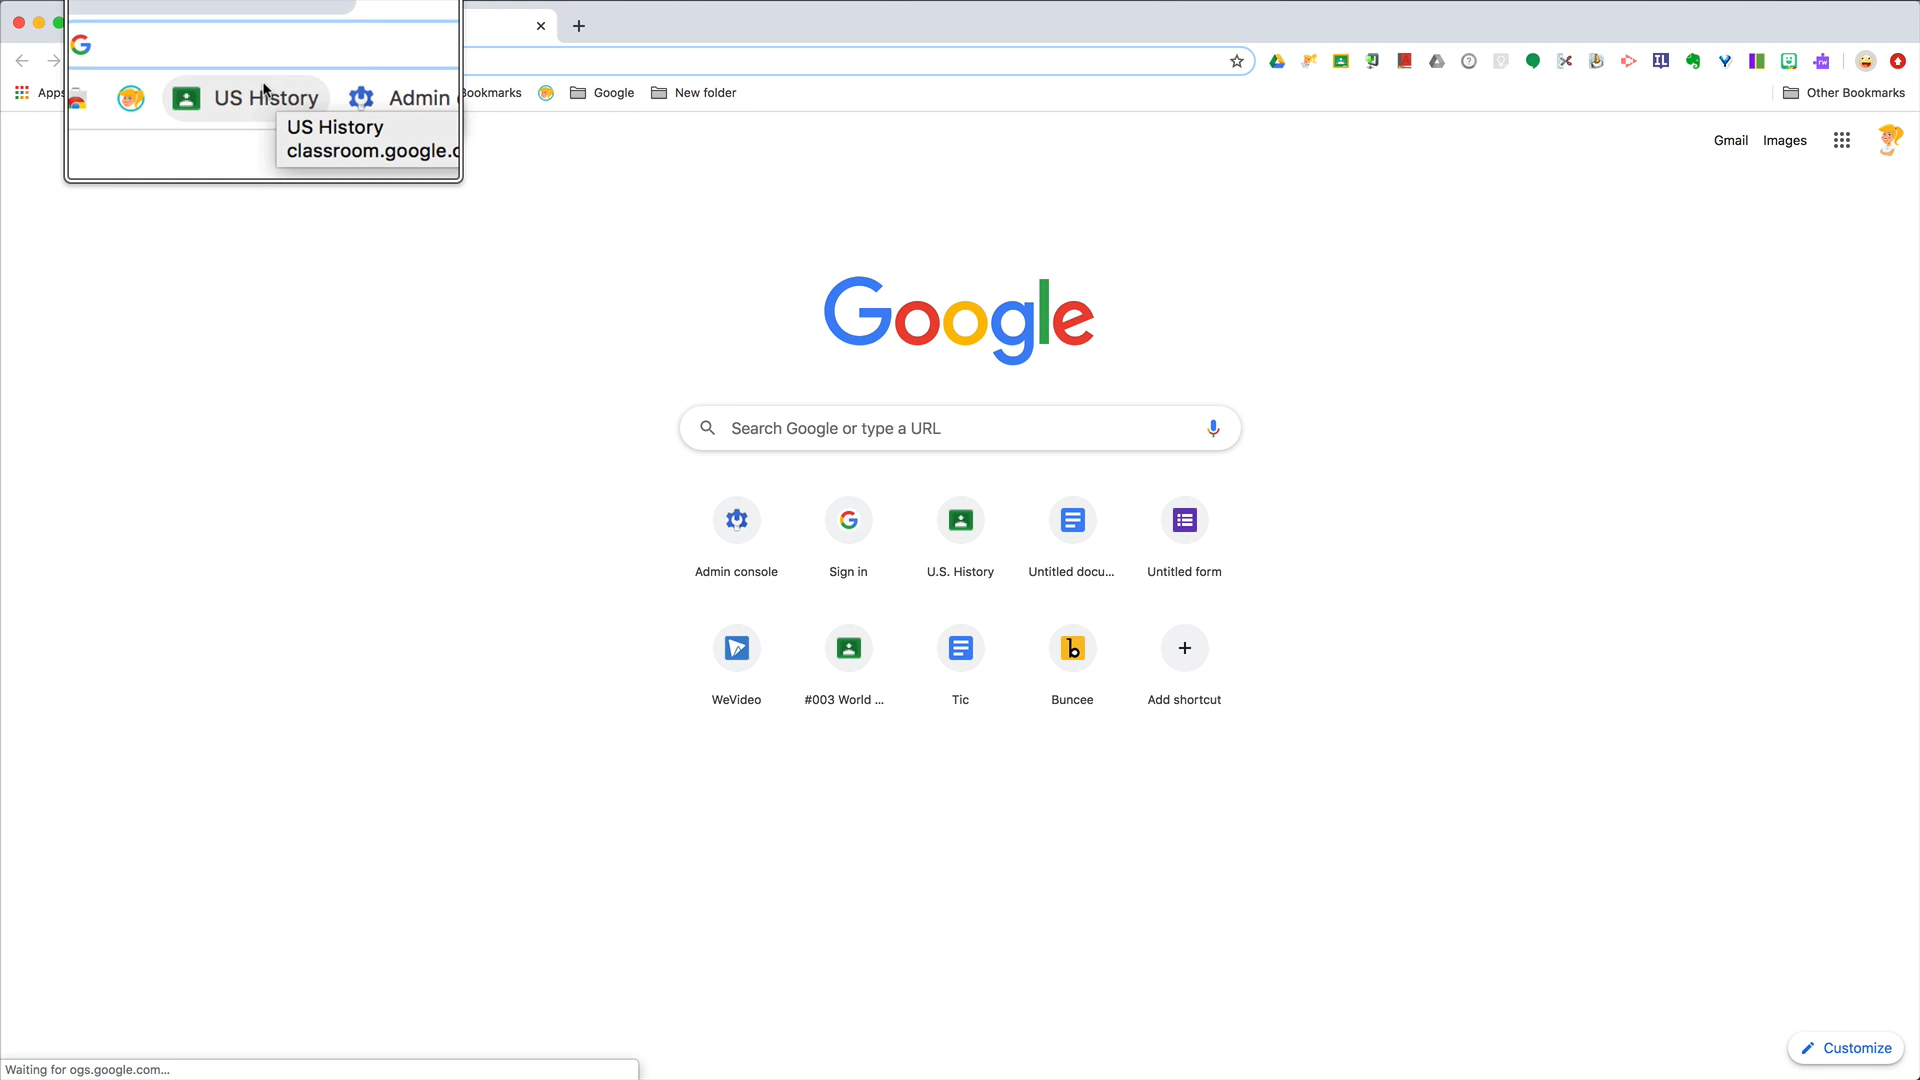 Apps
US History
Admin
Bookmarks
Google
New folder
Other Bookmarks
US History
classroom.google.c
Gmail
Images
Google
Search Google or type a URL
Admin console
Sign in
U.S. History
Untitled docu...
Untitled form
WeVideo
#003 World ...
Tic
Buncee
Add shortcut
Customize
Waiting for ogs.google.com...